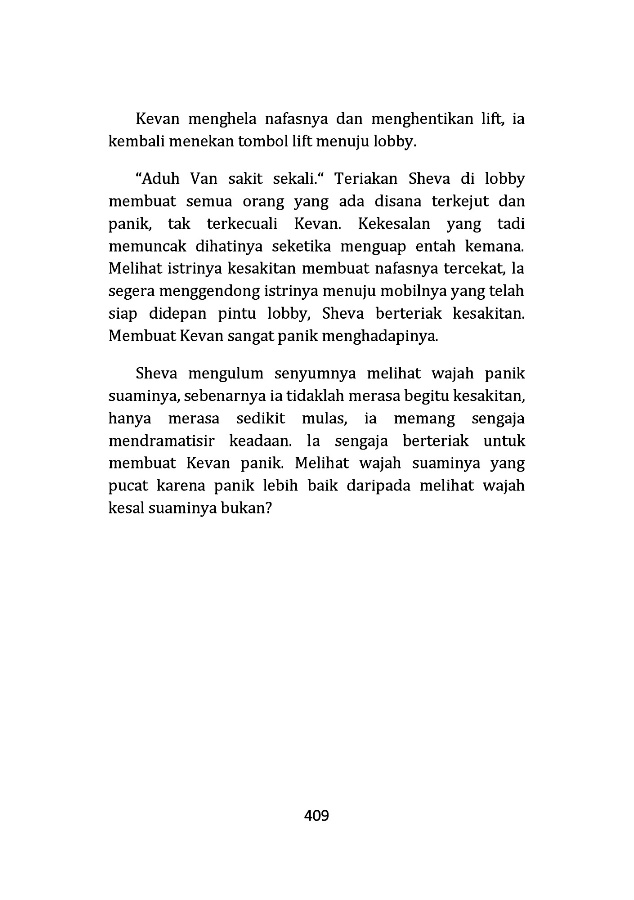 Kevan menghela nafasnya dan menghentikan lift, ia
kembali menekan tombol lift menuju lobby.
"Aduh Van sakit sekali." Teriakan Sheva di lobby
membuat semua orang yang ada disana terkejut dan
panik, tak terkecuali Kevan. Kekesalan yang tadi
memuncak dihatinya seketika menguap entah kemana.
Melihat istrinya kesakitan membuat nafasnya tercekat, Ia
segera menggendong istrinya menuju mobilnya yang telah
siap didepan pintu lobby, Sheva berteriak kesakitan.
Membuat Kevan sangat panik menghadapinya.
Sheva mengulum senyumnya melihat wajah panik
suaminya, sebenarnya ia tidaklah merasa begitu kesakitan,
hanya merasa sedikit mulas, ia memang sengaja
mendramatisir keadaan. Ia sengaja berteriak untuk
membuat Kevan panik. Melihat wajah suaminya yang
pucat karena panik lebih baik daripada melihat wajah
kesal suaminya bukan?
409